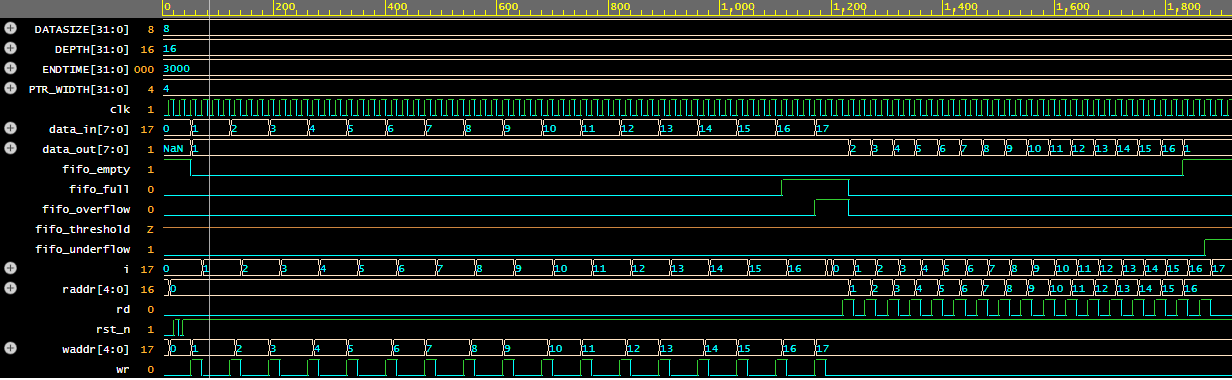 0 200 400 600 800 1,000 1,200 1,400 1,600 1,800
DATASIZE[31:0] 8 8
DEPTH[31:0] 16 16
ENDTIME[31:0] 000 3000
PTR_WIDTH[31:0] 4 4
clk 1
data_in[7:0] 17 0 1 2 3 4 5 6 7 8 9 10 11 12 13 14 15 16 17
data_out[7:0] 1 NaN 1 2 3 4 5 6 7 8 9 10 11 12 13 14 15 16 1
fifo_empty 1
fifo_full 0
fifo_overflow 0
fifo_threshold Z
fifo_underflow 1
i 17 0 1 2 3 4 5 6 7 8 9 10 11 12 13 14 15 16 0 1 2 3 4 5 6 7 8 9 10 11 12 13 14 15 16 17
raddr[4:0] 16 0 1 2 3 4 5 6 7 8 9 10 11 12 13 14 15 16
rd 0
rst_n 1
waddr[4:0] 17 0 1 2 3 4 5 6 7 8 9 10 11 12 13 14 15 16 17
wr 0